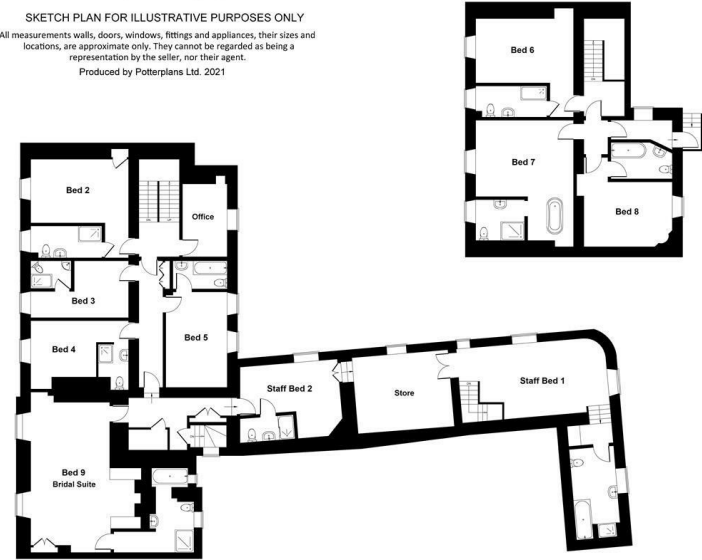 SKETCH PLAN FOR ILLUSTRATIVE PURPOSES ONLY
All measurements walls, doors, windows, fittings and appliances, their sizes and
locations, are approximate only. They cannot be regarded as being a
representation by the seller, nor their agent.
Produced by Potterplans Ltd. 2021
Bed 6
Bed 7
Bed 8
Bed 2
Office
Bed 3
Bed 4
Bed 5
Staff Bed 2
Store
Staff Bed 1
Bed 9
Bridal Suite